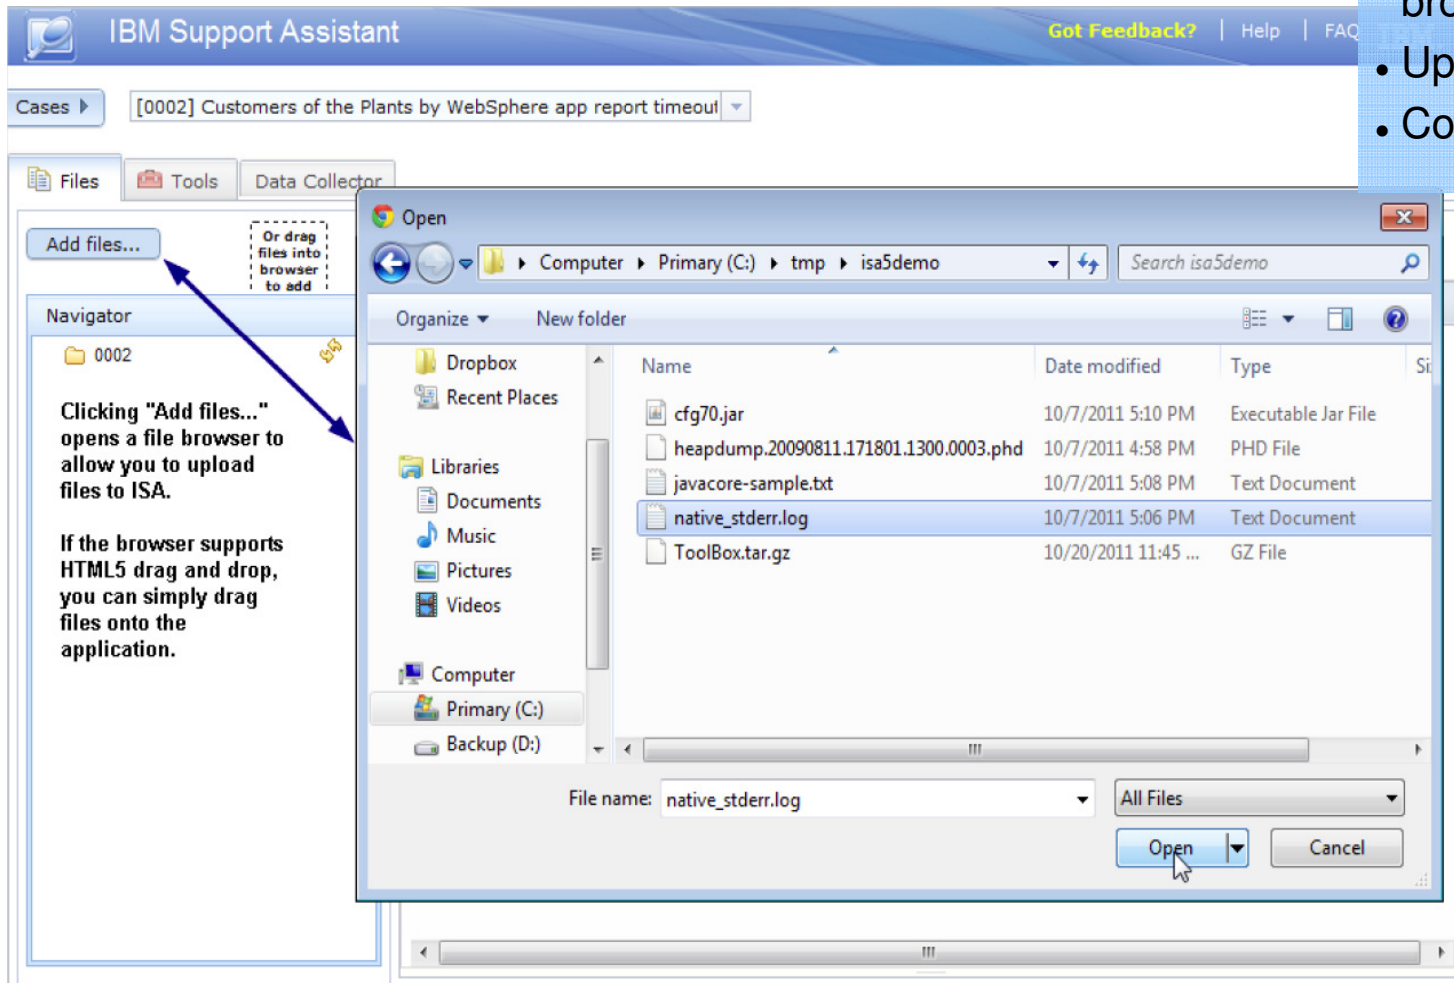 IBM Support Assistant
Got Feedback? | Help | FAQ
IBM
• Up
• Co
Cases
[0002] Customers of the Plants by WebSphere app report timeout
Files
Tools
Data Collector
Add files...
Or drag
files into
browser
to add
Navigator
0002
Clicking "Add files..."
opens a file browser to
allow you to upload
files to ISA.
If the browser supports
HTML5 drag and drop,
you can simply drag
files onto the
application.
Open
Computer
Primary (C:)
tmp
isa5demo
Search isa5demo
Organize
New folder
Dropbox
Recent Places
Libraries
Documents
Music
Pictures
Videos
Computer
Primary (C:)
Backup (D:)
Name Date modified Type
cfg70.jar 10/7/2011 5:10 PM Executable Jar File
heapdump.20090811.171801.1300.0003.phd 10/7/2011 4:58 PM PHD File
javacore-sample.txt 10/7/2011 5:08 PM Text Document
native_stderr.log 10/7/2011 5:06 PM Text Document
ToolBox.tar.gz 10/20/2011 11:45 ... GZ File
File name: native_stderr.log
All Files
Open
Cancel